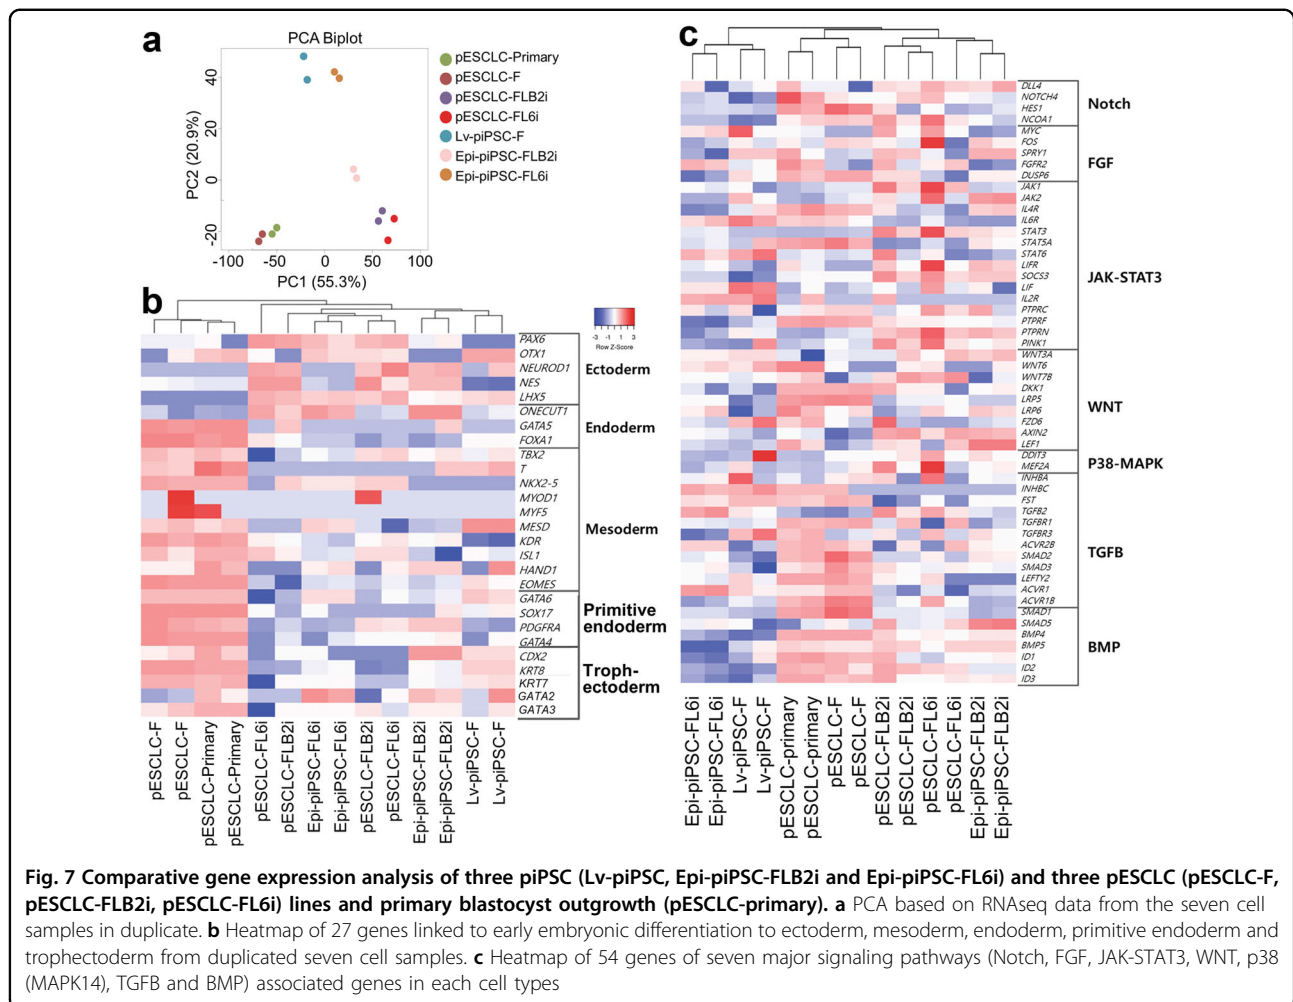 a
PCA Biplot
PC2 (20.9%)
40
20
0
-20
-100
-50
0
50
100
PC1 (55.3%)
pESCLC-Primary
pESCLC-F
pESCLC-FLB2i
pESCLC-FL6i
Lv-piPSC-F
Epi-piPSC-FLB2i
Epi-piPSC-FL6i
b
-3 -1 1 3
Row Z-Score
PAX6
OTX1
NEUROD1
NES
LHX5
ONECUT1
GATA5
FOXA1
TBX2
T
NKX2-5
MYOD1
MYF5
MESD
KDR
ISL1
HAND1
EOMES
GATA6
SOX17
PDGFRA
GATA4
CDX2
KRT8
KRT7
GATA2
GATA3
Ectoderm
Endoderm
Mesoderm
Primitive
endoderm
Troph-
ectoderm
pESCLC-F
pESCLC-F
pESCLC-Primary
pESCLC-Primary
pESCLC-FL6i
pESCLC-FLB2i
Epi-piPSC-FL6i
Epi-piPSC-FL6i
pESCLC-FLB2i
pESCLC-FL6i
Epi-piPSC-FLB2i
Epi-piPSC-FLB2i
Lv-piPSC-F
Lv-piPSC-F
c
DLL4
NOTCH4
HES1
NCOA1
MYC
FOS
SPRY1
FGFR2
DUSP6
JAK1
JAK2
IL4R
IL6R
STAT3
STAT5A
STAT6
LIFR
SOCS3
LIF
IL2R
PTPRC
PTPRF
PTPRN
PINK1
WNT3A
WNT6
WNT7B
DKK1
LRP5
LRP6
FZD6
AXIN2
LEF1
DDIT3
MEF2A
INHBA
INHBC
FST
TGFB2
TGFBR1
TGFBR3
ACVR2B
SMAD2
SMAD3
LEFTY2
ACVR1
ACVR1B
SMAD1
SMAD5
BMP4
BMP5
ID1
ID2
ID3
Notch
FGF
JAK-STAT3
WNT
P38-MAPK
TGFB
BMP
Epi-piPSC-FL6i
Epi-piPSC-FL6i
Lv-piPSC-F
Lv-piPSC-F
pESCLC-primary
pESCLC-primary
pESCLC-F
pESCLC-F
pESCLC-FLB2i
pESCLC-FLB2i
pESCLC-FL6i
pESCLC-FL6i
Epi-piPSC-FLB2i
Epi-piPSC-FLB2i
Fig. 7 Comparative gene expression analysis of three piPSC (Lv-piPSC, Epi-piPSC-FLB2i and Epi-piPSC-FL6i) and three pESCLC (pESCLC-F,
pESCLC-FLB2i, pESCLC-FL6i) lines and primary blastocyst outgrowth (pESCLC-primary). a PCA based on RNAseq data from the seven cell
samples in duplicate. b Heatmap of 27 genes linked to early embryonic differentiation to ectoderm, mesoderm, endoderm, primitive endoderm and
trophectoderm from duplicated seven cell samples. c Heatmap of 54 genes of seven major signaling pathways (Notch, FGF, JAK-STAT3, WNT, p38
(MAPK14), TGFB and BMP) associated genes in each cell types